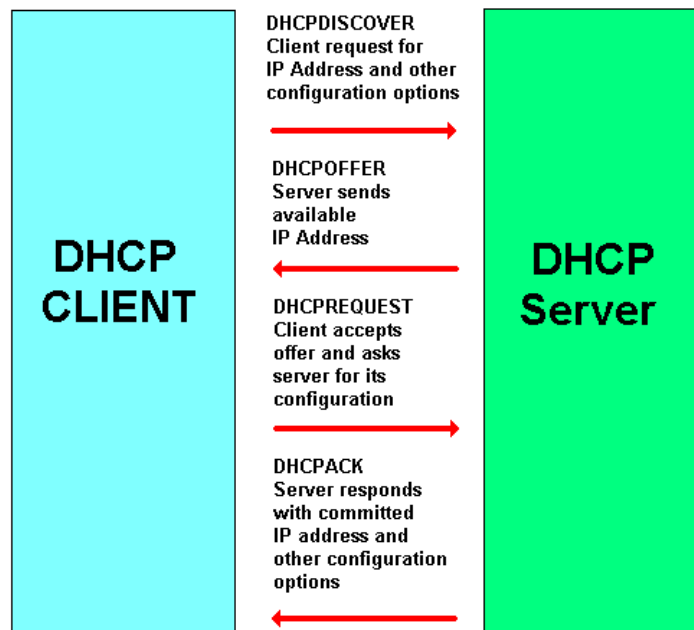 DHCPDISCOVER
Client request for
IP Address and other
configuration options
DHCPOFFER
Server sends
available
IP Address
DHCP
CLIENT
DHCP
Server
DHCPREQUEST
Client accepts
offer and asks
server for its
configuration
DHCPACK
Server responds
with committed
IP address and
other configuration
options